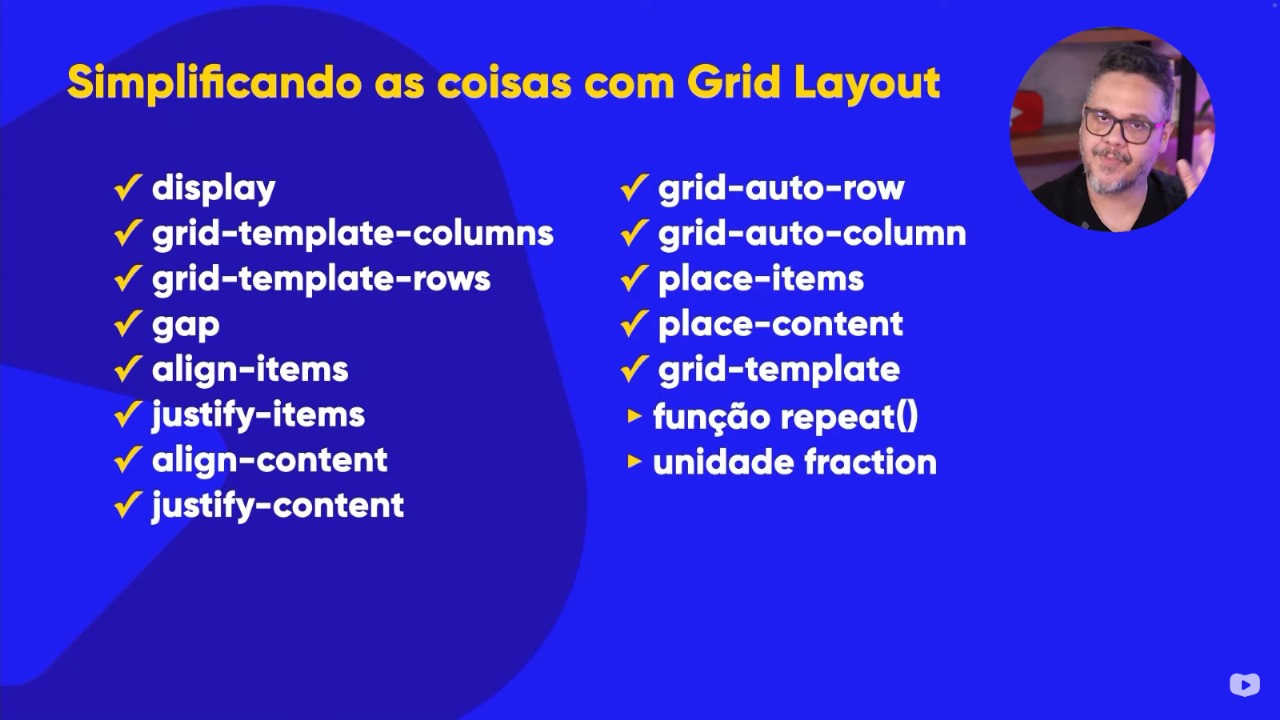 Simplificando as coisas com Grid Layout
✓ display
✓ grid-template-columns
✓ grid-template-rows
✓ gap
✓ align-items
✓ justify-items
✓ align-content
✓ justify-content
✓ grid-auto-row
✓ grid-auto-column
✓ place-items
✓ place-content
✓ grid-template
▸ função repeat()
▸ unidade fraction